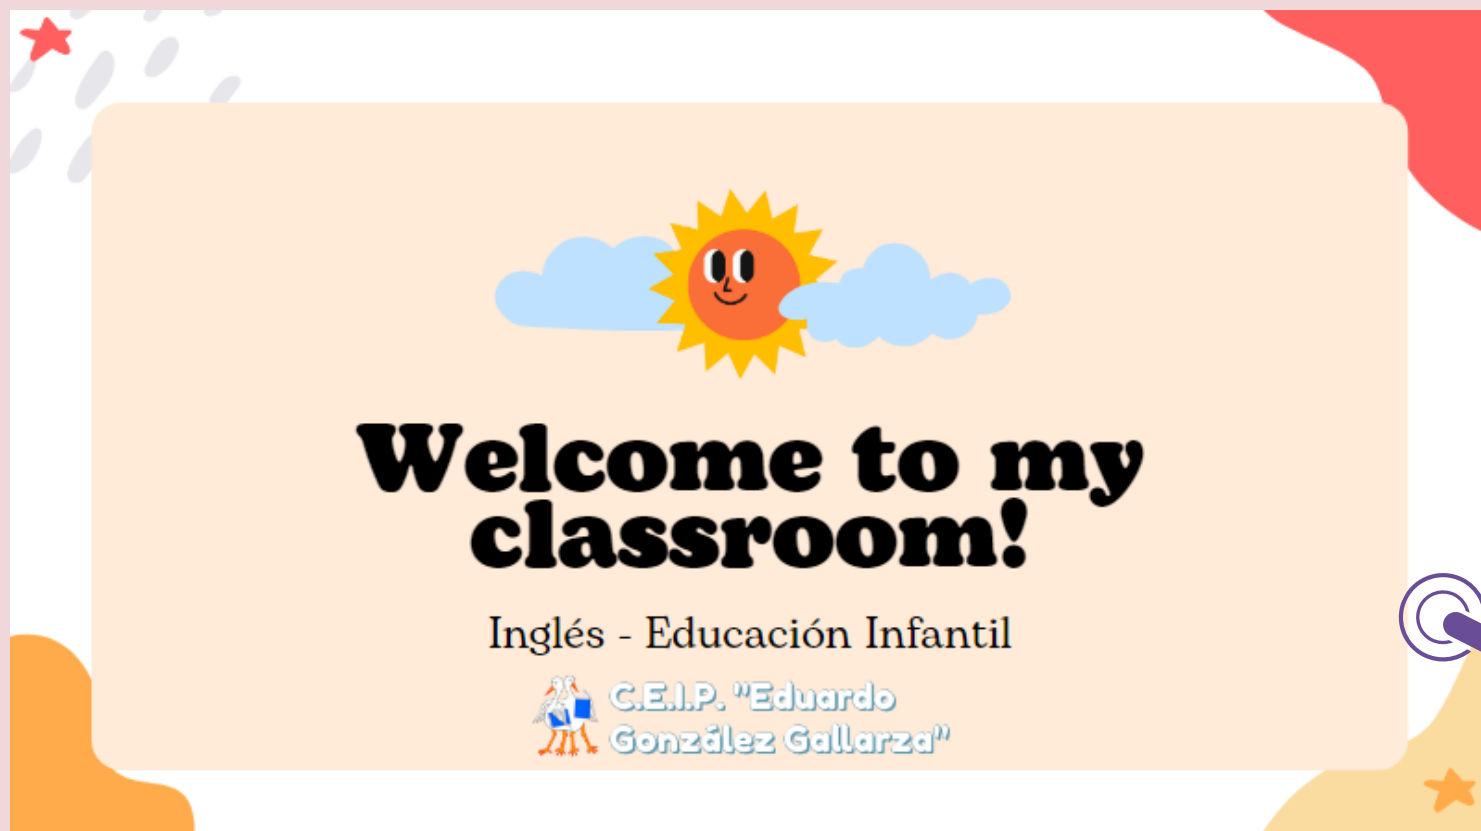 Welcome to my
classroom!
Inglés - Educación Infantil
C.E.I.P. "Eduardo
González Gallarza"